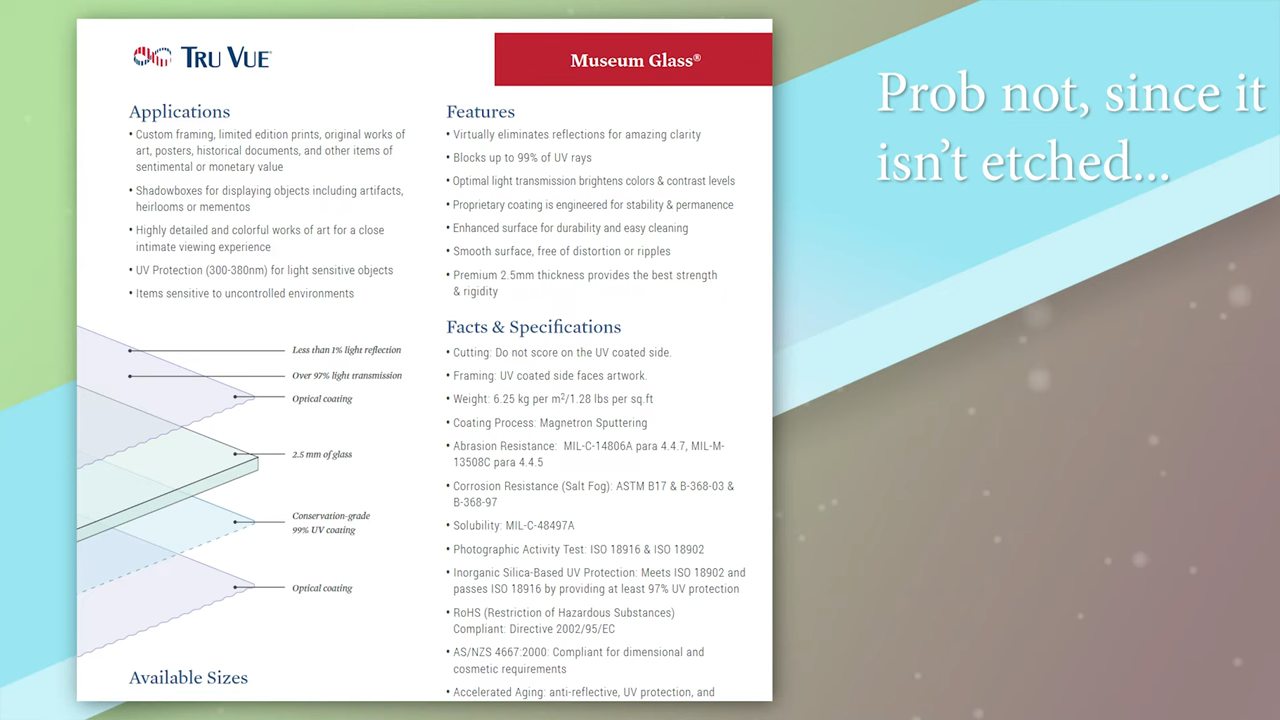 TRU VUE®
Museum Glass®
Prob not, since it
isn't etched...
Applications
• Custom framing, limited edition prints, original works of
art, posters, historical documents, and other items of
sentimental or monetary value
• Shadowboxes for displaying objects including artifacts,
heirlooms or mementos
• Highly detailed and colorful works of art for a close
intimate viewing experience
• UV Protection (300-380nm) for light sensitive objects
• Items sensitive to uncontrolled environments
Less than 1% light reflection
Over 97% light transmission
Optical coating
2.5 mm of glass
Conservation-grade
99% UV coating
Optical coating
Available Sizes
Features
• Virtually eliminates reflections for amazing clarity
• Blocks up to 99% of UV rays
• Optimal light transmission brightens colors & contrast levels
• Proprietary coating is engineered for stability & permanence
• Enhanced surface for durability and easy cleaning
• Smooth surface, free of distortion or ripples
• Premium 2.5mm thickness provides the best strength
& rigidity
Facts & Specifications
• Cutting: Do not score on the UV coated side.
• Framing: UV coated side faces artwork.
• Weight: 6.25 kg per m²/1.28 lbs per sq.ft
• Coating Process: Magnetron Sputtering
• Abrasion Resistance: MIL-C-14806A para 4.4.7, MIL-M-
13508C para 4.4.5
• Corrosion Resistance (Salt Fog): ASTM B17 & B-368-03 &
B-368-97
• Solubility: MIL-C-48497A
• Photographic Activity Test: ISO 18916 & ISO 18902
• Inorganic Silica-Based UV Protection: Meets ISO 18902 and
passes ISO 18916 by providing at least 97% UV protection
• RoHS (Restriction of Hazardous Substances)
Compliant: Directive 2002/95/EC
• AS/NZS 4667:2000: Compliant for dimensional and
cosmetic requirements
• Accelerated Aging: anti-reflective, UV protection, and